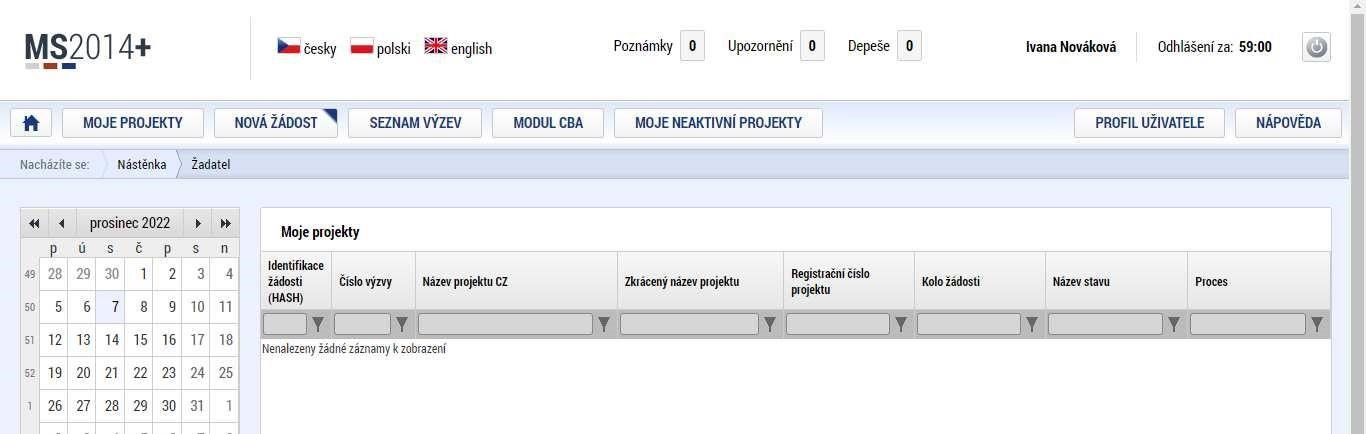 MS2014+
česky polski english
Poznámky 0 Upozornění 0 Depeše 0
Ivana Nováková Odhlášení za: 59:00
MOJE PROJEKTY NOVÁ ŽÁDOST SEZNAM VÝZEV MODUL CBA MOJE NEAKTIVNÍ PROJEKTY PROFIL UŽIVATELE NÁPOVĚDA
Nacházíte se: Nástěnka Žadatel
prosinec 2022
p ú s č p s n
49 28 29 30 1 2 3 4
50 5 6 7 8 9 10 11
51 12 13 14 15 16 17 18
52 19 20 21 22 23 24 25
1 26 27 28 29 30 31 1
Moje projekty
Identifikace žádosti (HASH)
Číslo výzvy
Název projektu CZ
Zkrácený název projektu
Registrační číslo projektu
Kolo žádosti
Název stavu
Proces
Nenalezeny žádné záznamy k zobrazení